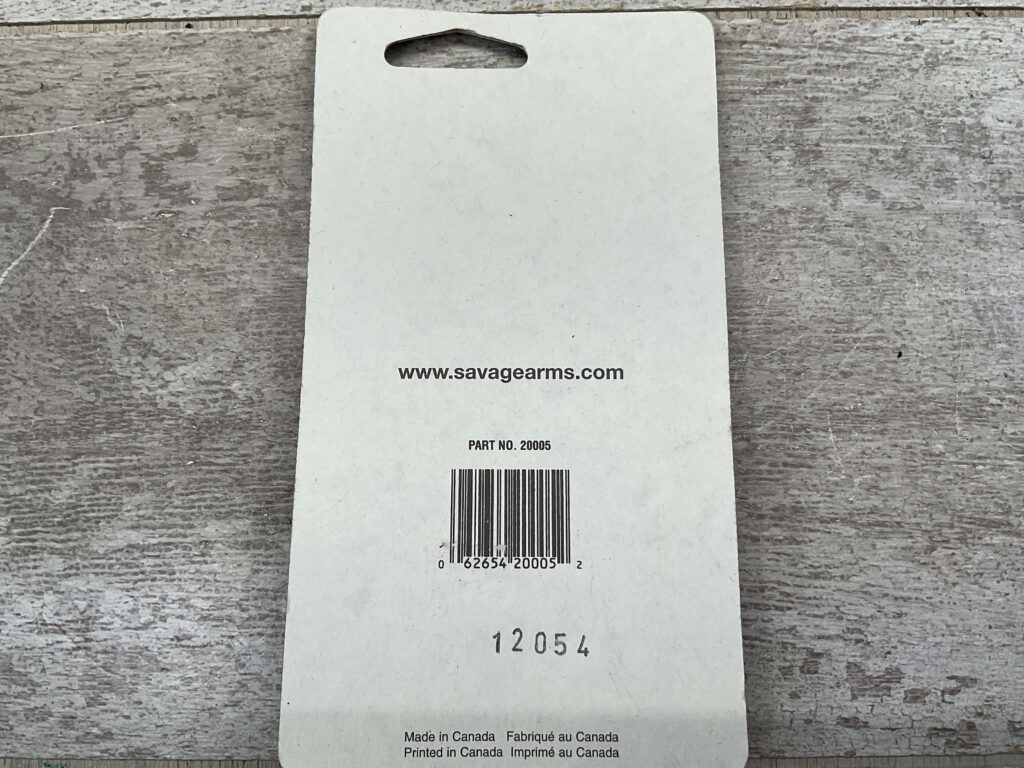 www.savagearms.com
PART NO. 20005
0 62654 20005 2
12054
Made in Canada Fabriqué au Canada
Printed in Canada Imprimé au Canada